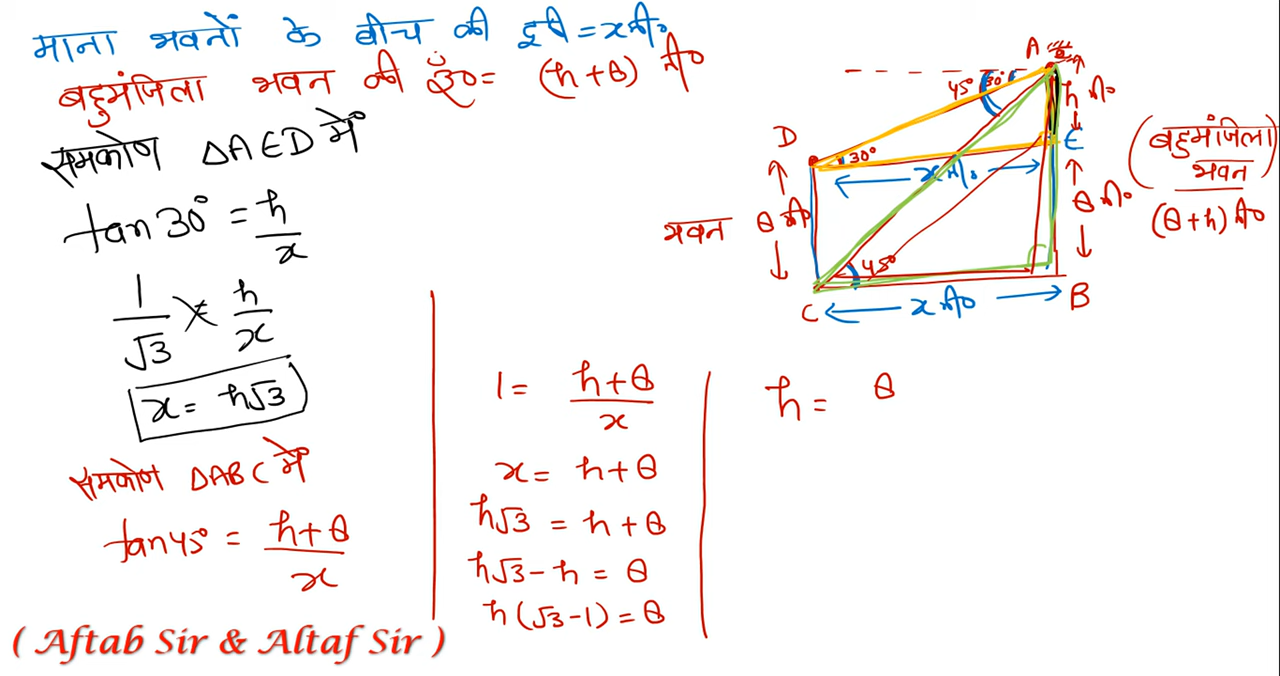 माना भवनों के बीच की दूरी = x मी०
बहुमंजिला भवन की ऊँ० = (h + 8) मी०
समकोण △AED में
tan 30° = h/x
1/√3 = h/x
x = h√3
समकोण △ABC में
tan 45° = h+8/x
1 = h+8/x
x = h + 8
h√3 = h + 8
h√3 - h = 8
h(√3 - 1) = 8
h = 8
A
45° 30°
h मी०
D
30°
E
x मी०
भवन 8 मी०
8 मी०
(बहुमंजिला भवन)
(8+h) मी०
45°
C
x मी०
B
( Aftab Sir & Altaf Sir )